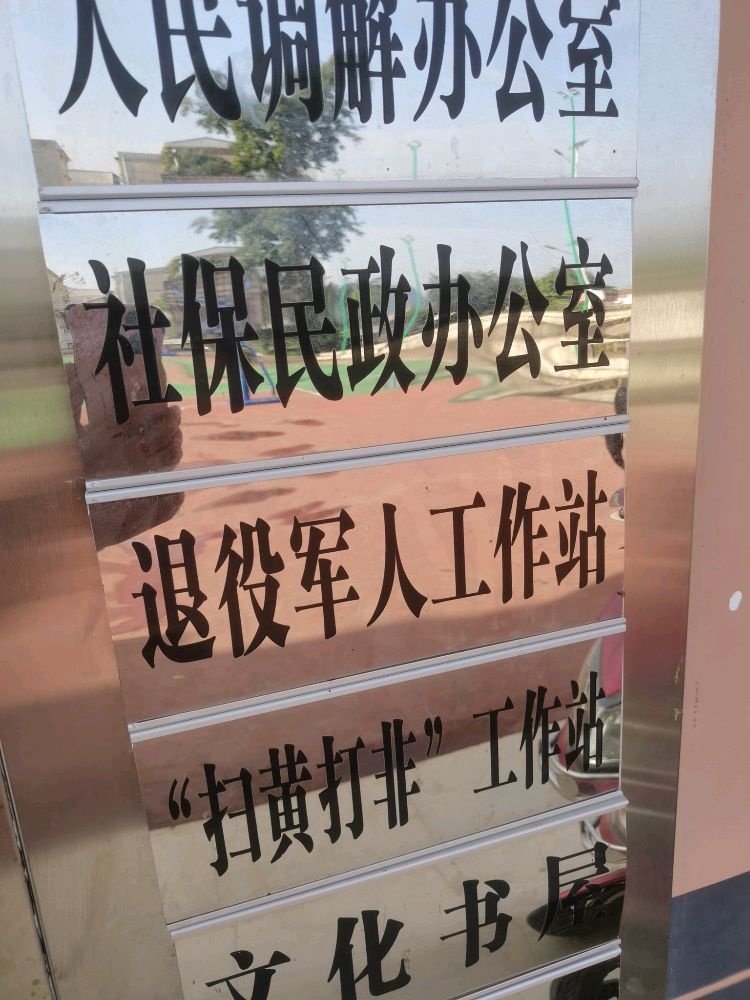 人民调解办公室
社保民政办公室
退役军人工作站
“扫黄打非”工作站
文化书屋